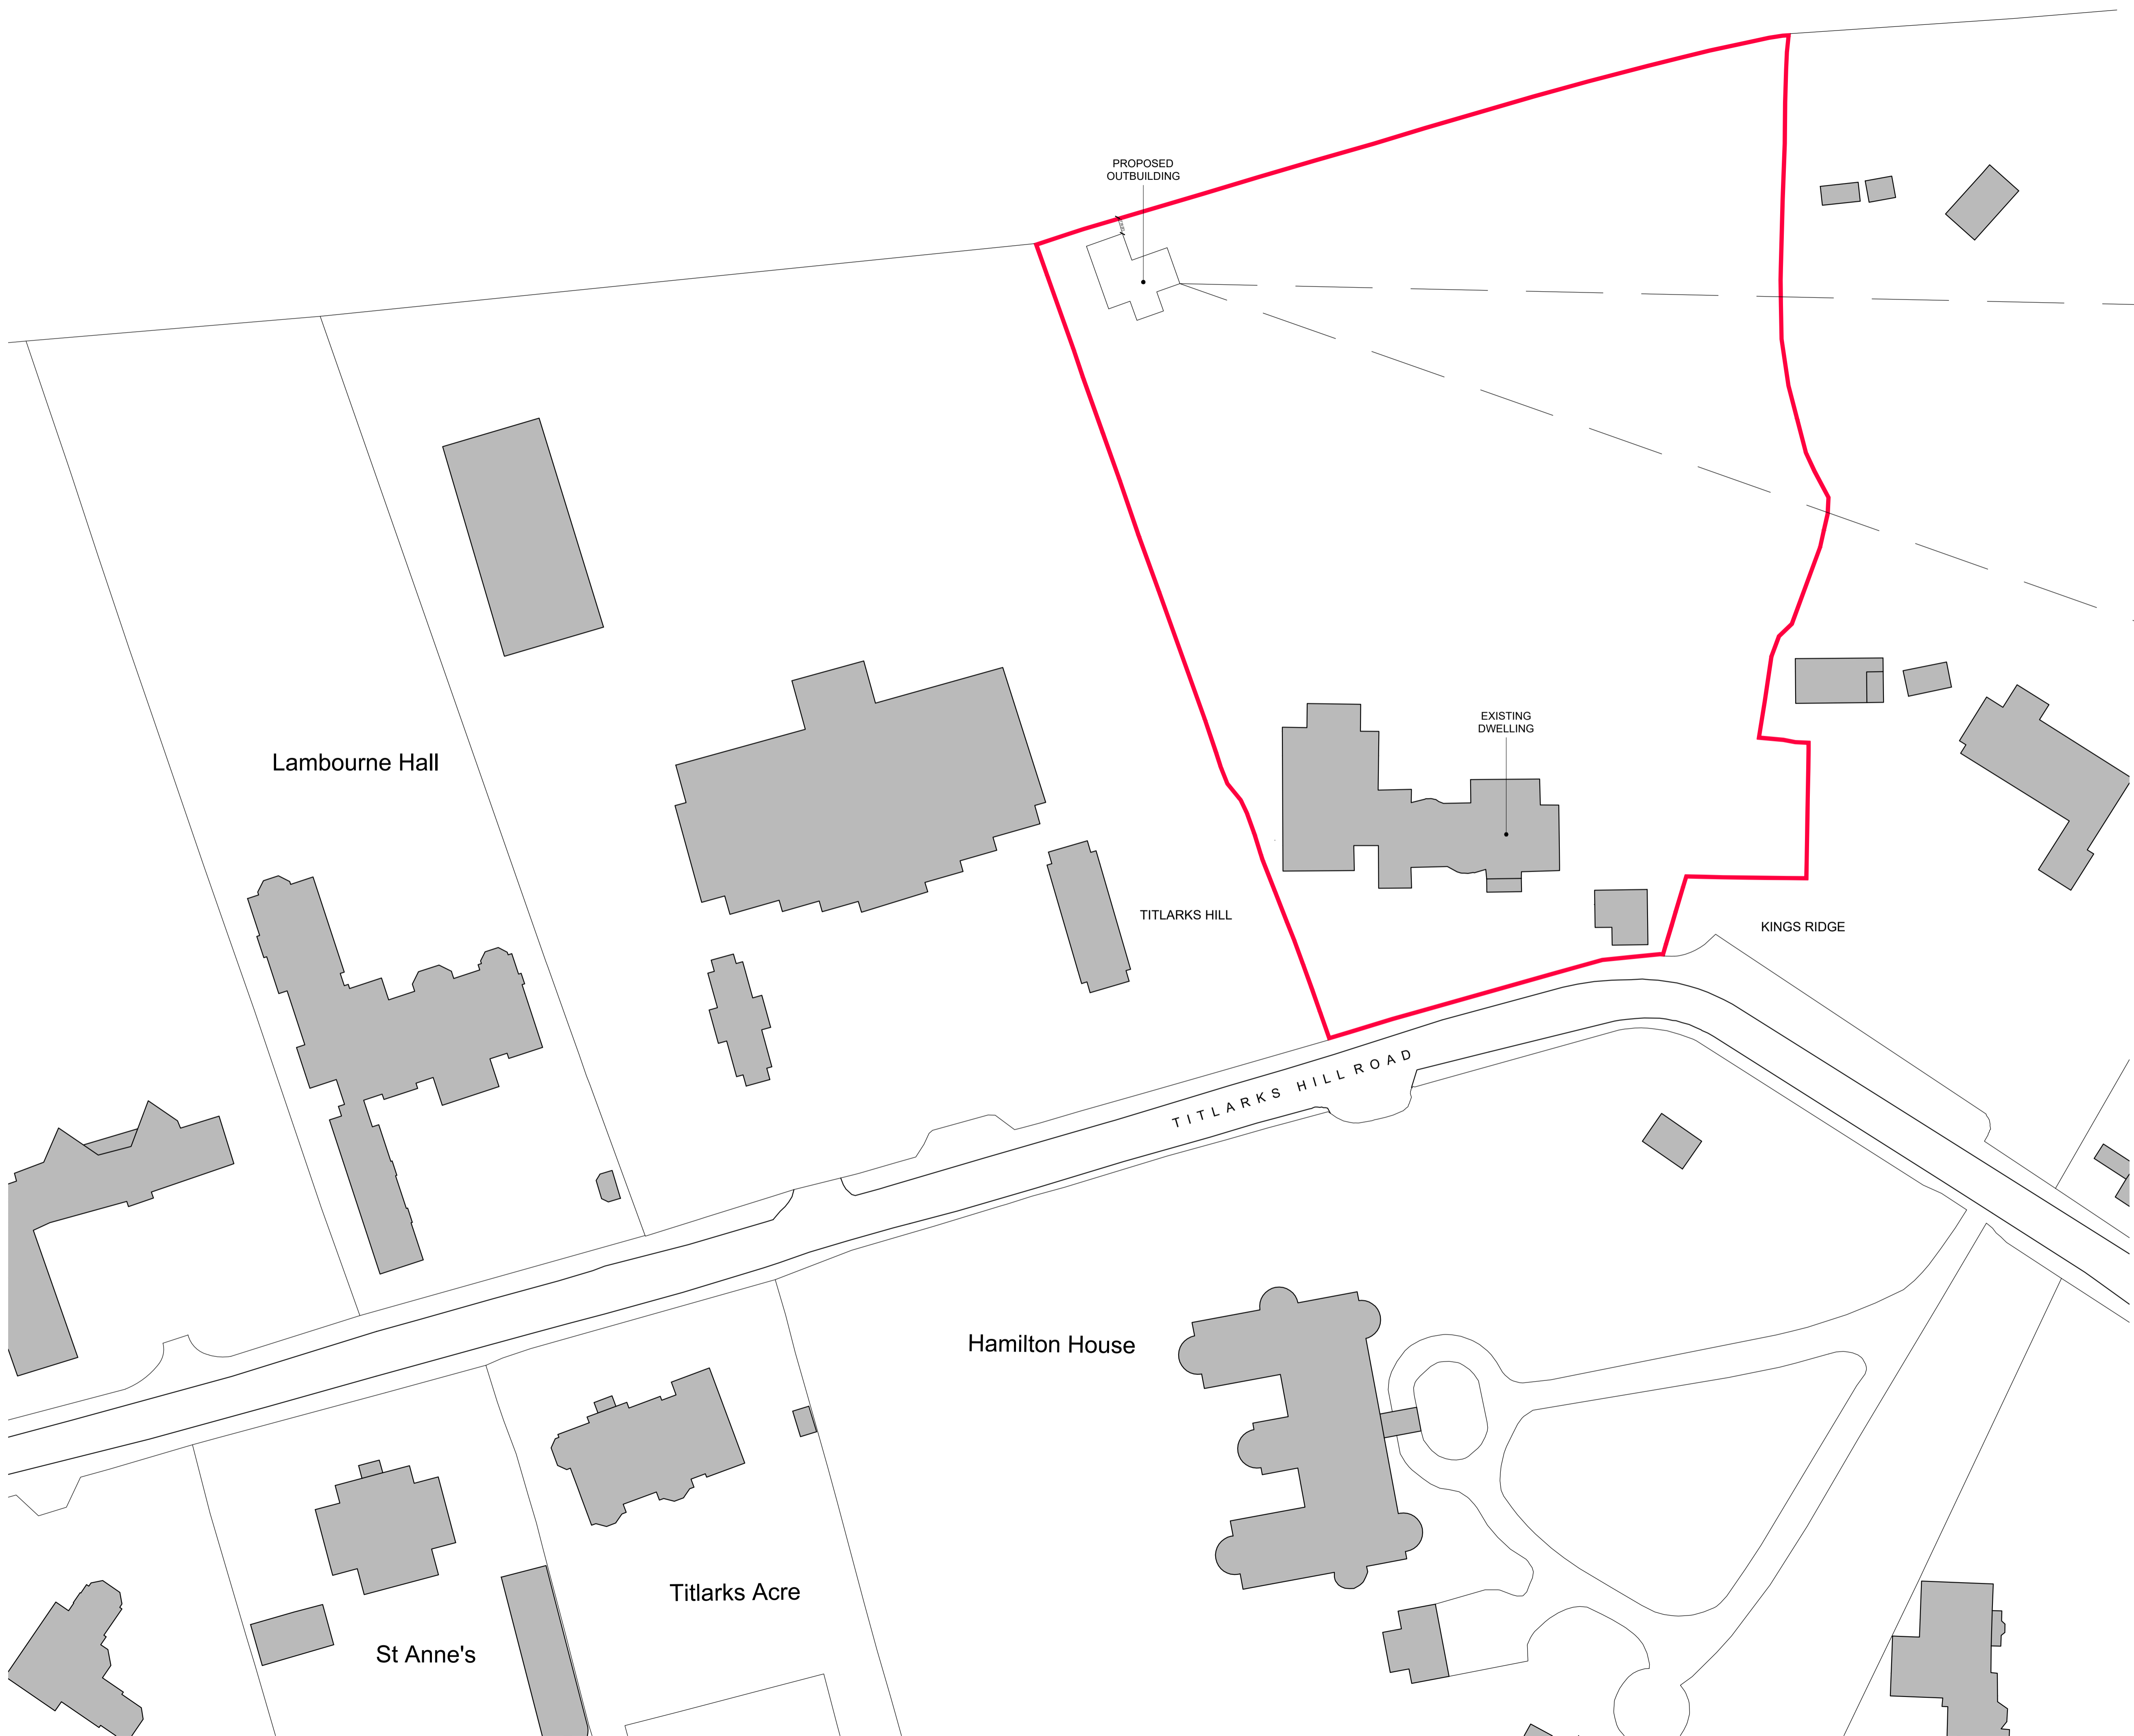 PROPOSED
OUTBUILDING
EXISTING
DWELLING
Lambourne Hall
TITLARKS HILL
KINGS RIDGE
TITLARKS HILL ROAD
Hamilton House
Titlarks Acre
St Anne's